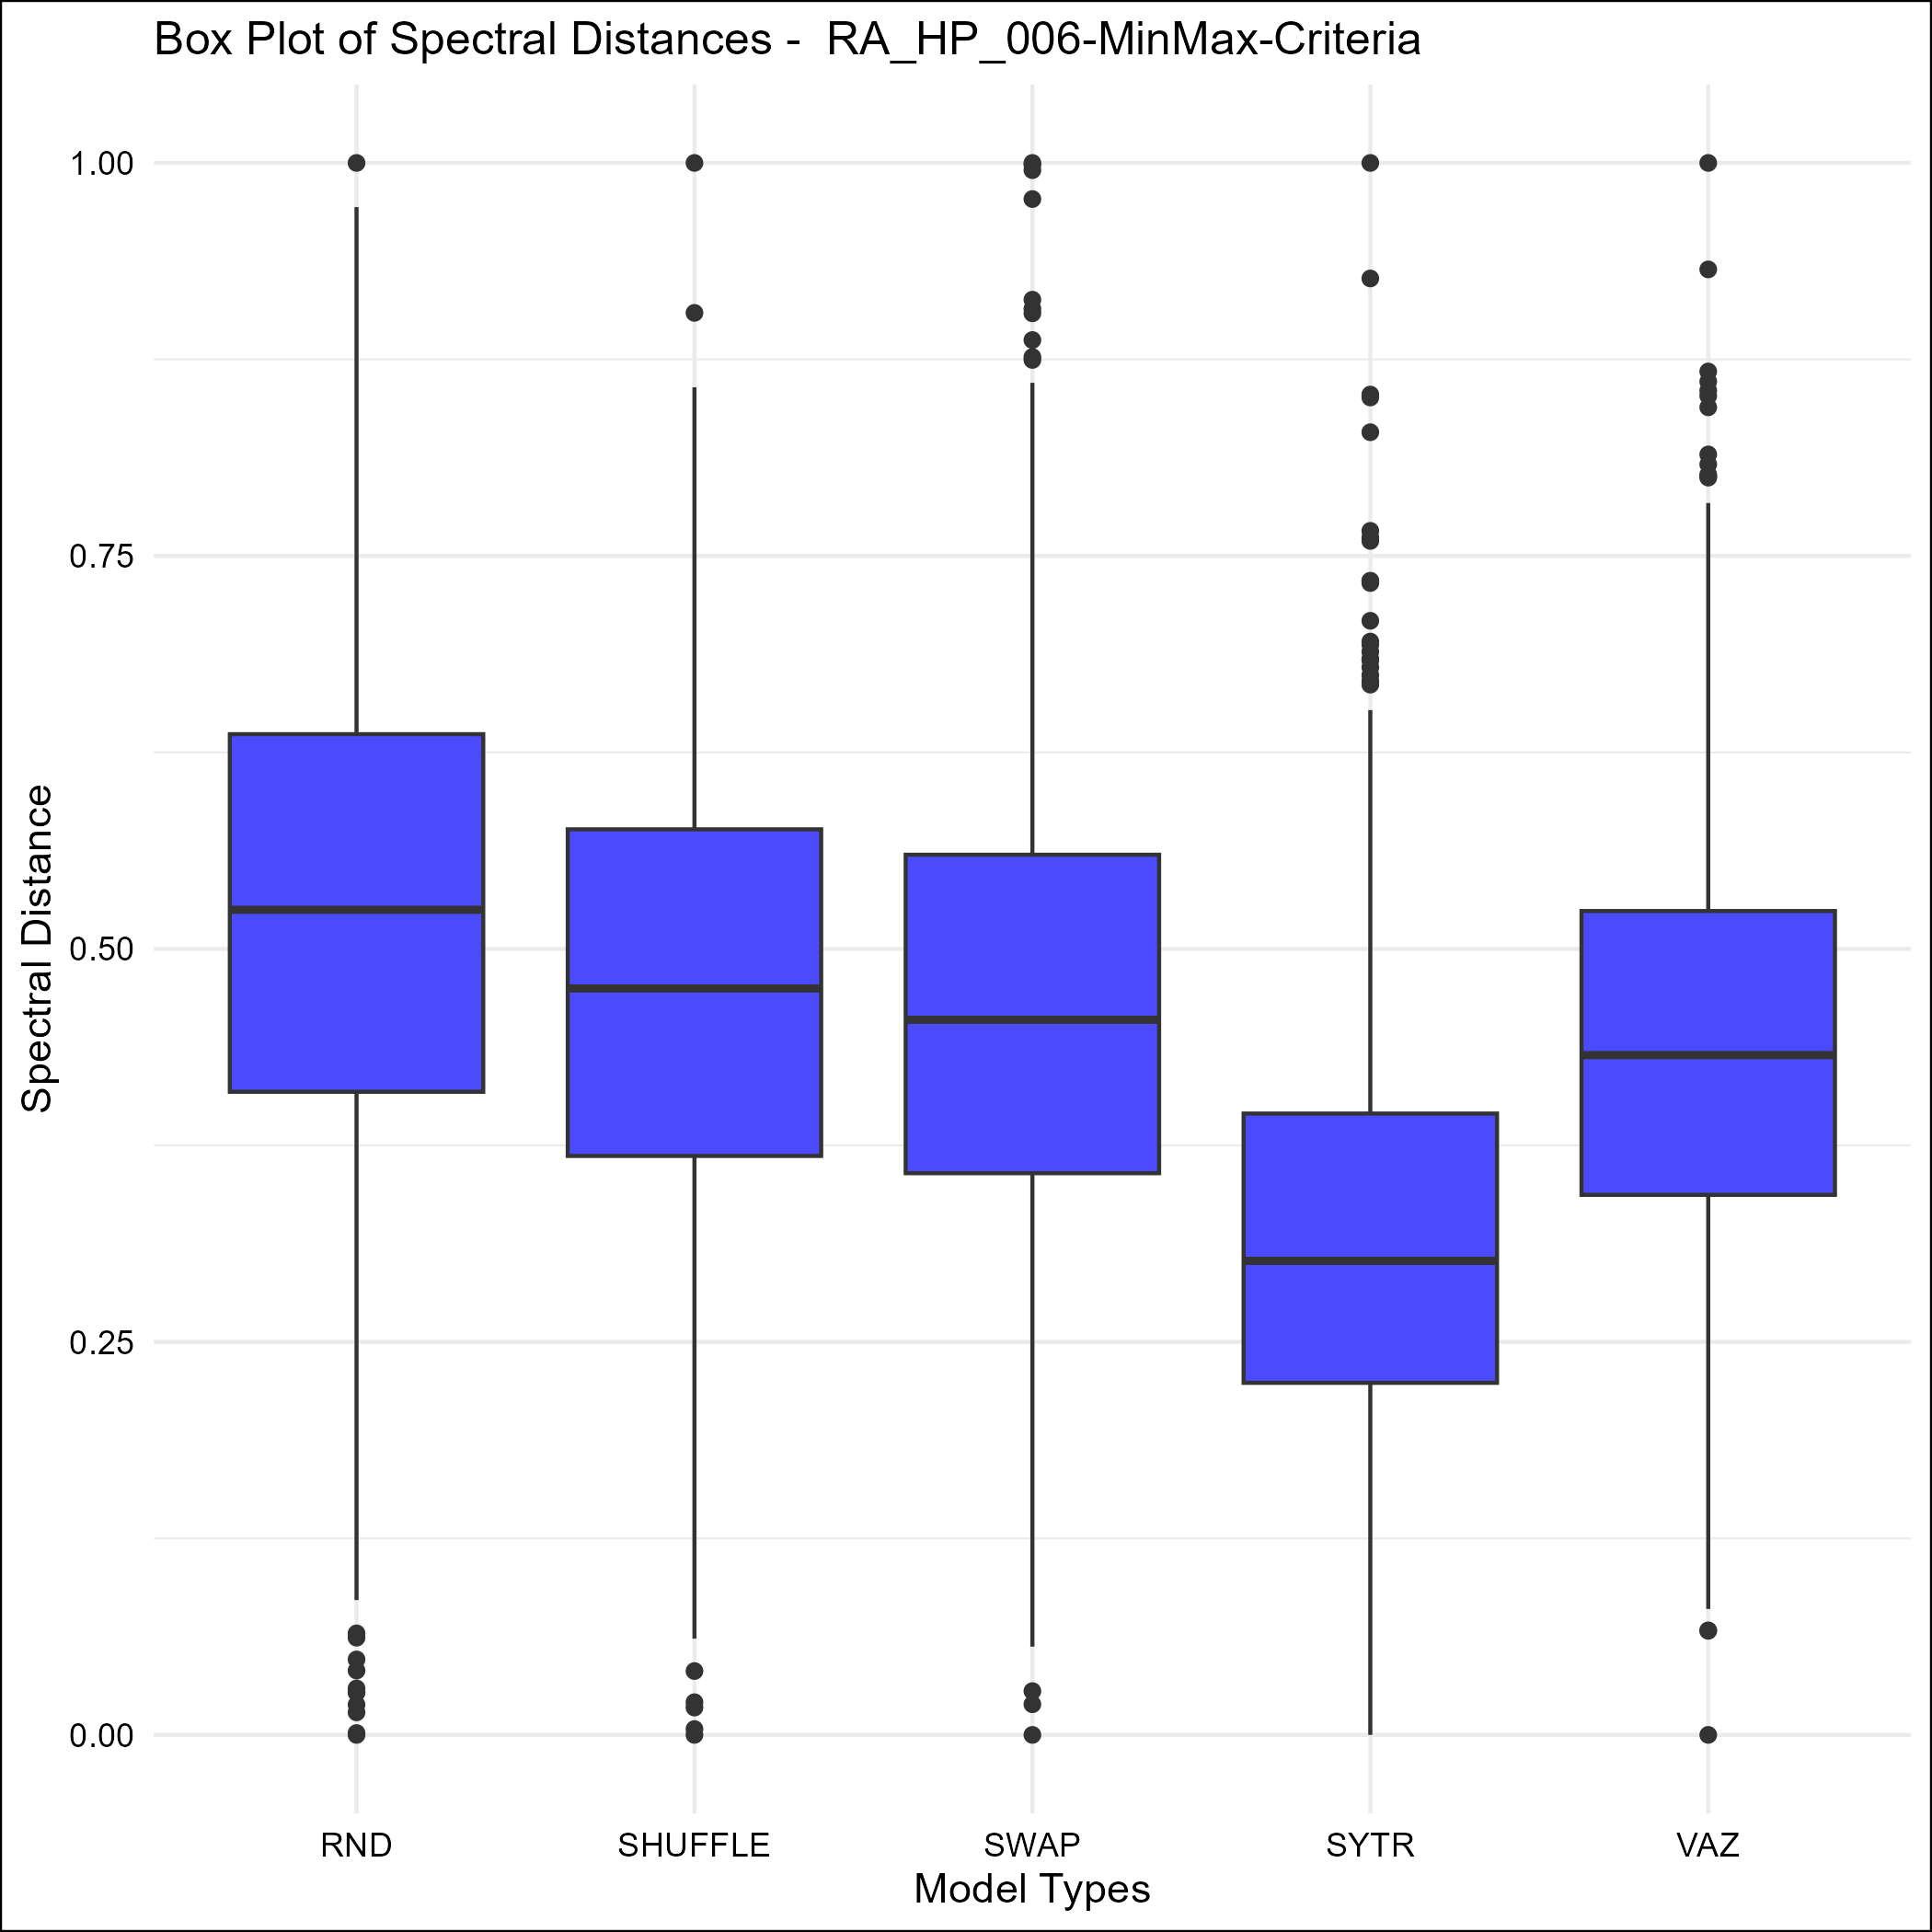 Box Plot of Spectral Distances -  RA_HP_006-MinMax-Criteria
1.00
0.75
0.50
0.25
0.00
Spectral Distance
RND SHUFFLE SWAP SYTR VAZ
Model Types